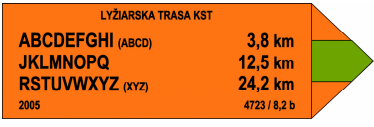 LYŽIARSKA TRASA KST
ABCDEFGHI (ABCD) 3,8 km
JKLMNOPQ 12,5 km
RSTUVWXYZ (XYZ) 24,2 km
2005 4723 / 8,2 b